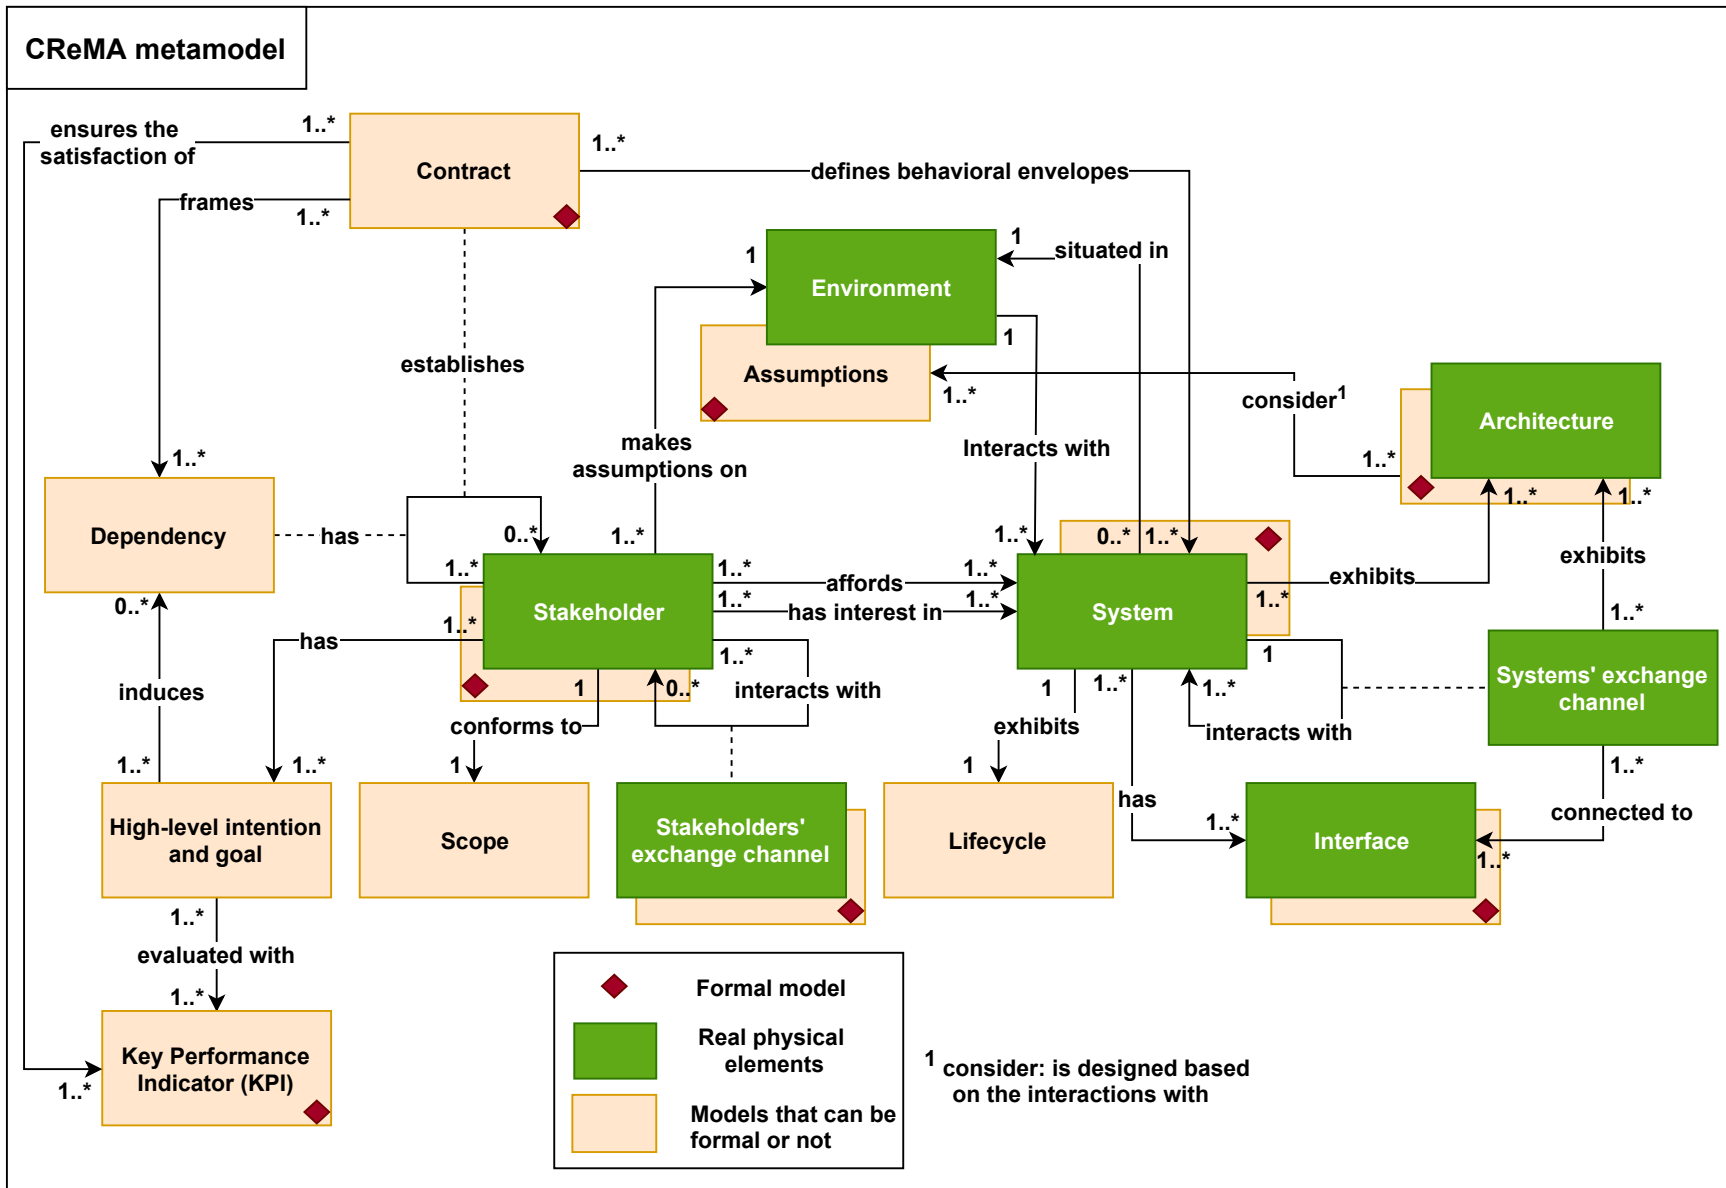 CReMA metamodel
ensures the
satisfaction of
1..*
1..*
Contract
defines behavioral envelopes
frames
1..*
1
1
situated in
Environment
1
establishes
Assumptions
1..*
consider1
Architecture
makes
assumptions on
Interacts with
1..*
1..*
1..*
1..*
Dependency
has
0..*
1..*
1..*
0..*
1..*
exhibits
1..*
1..*
affords
1..*
exhibits
0..*
1..*
has interest in
1..*
1..*
1..*
Stakeholder
System
1..*
has
1..*
1
induces
1
0..*
interacts with
1
1..*
1..*
Systems' exchange
channel
conforms to
exhibits
interacts with
1..*
1..*
1
1
1..*
has
connected to
High-level intention
and goal
Scope
Stakeholders'
exchange channel
Lifecycle
1..*
Interface
1..*
1..*
evaluated with
1..*
Formal model
Key Performance
Indicator (KPI)
1..*
Real physical
elements
1 consider: is designed based
on the interactions with
Models that can be
formal or not